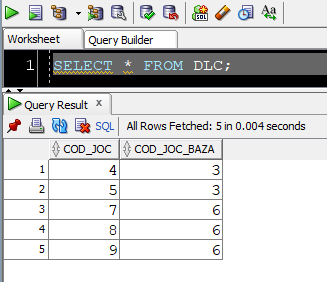 Worksheet Query Builder
1 SELECT * FROM DLC;
Query Result x
SQL | All Rows Fetched: 5 in 0.004 seconds
COD_JOC COD_JOC_BAZA
1 4 3
2 5 3
3 7 6
4 8 6
5 9 6